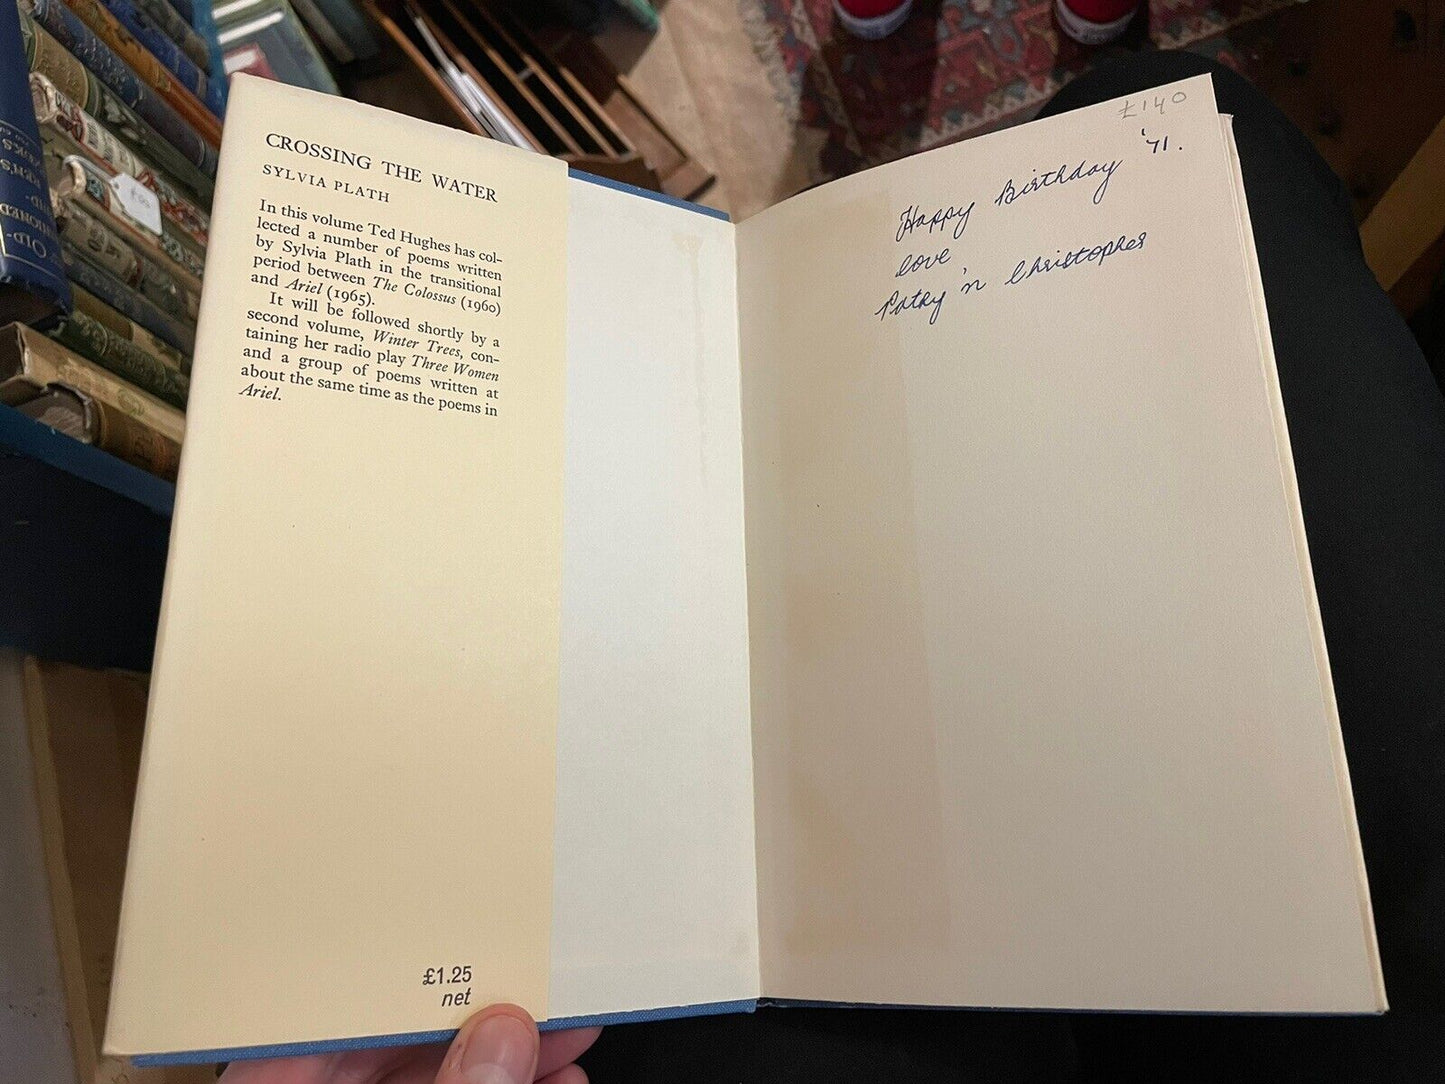 CROSSING THE WATER
SYLVIA PLATH
In this volume Ted Hughes has col-
lected a number of poems written
by Sylvia Plath in the transitional
period between The Colossus (1960)
and Ariel (1965).
It will be followed shortly by a
second volume, Winter Trees, con-
taining her radio play Three Women
and a group of poems written at
about the same time as the poems in
Ariel.
£1.25
net
£140
Happy Birthday '71.
love
Patsy 'n Christopher
OLD-